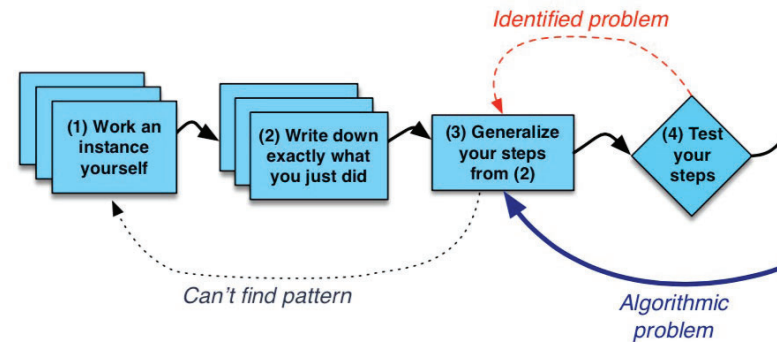 Identified problem
(1) Work an
instance
yourself
(2) Write down
exactly what
you just did
(3) Generalize
your steps
from (2)
(4) Test
your
steps
Can't find pattern
Algorithmic
problem